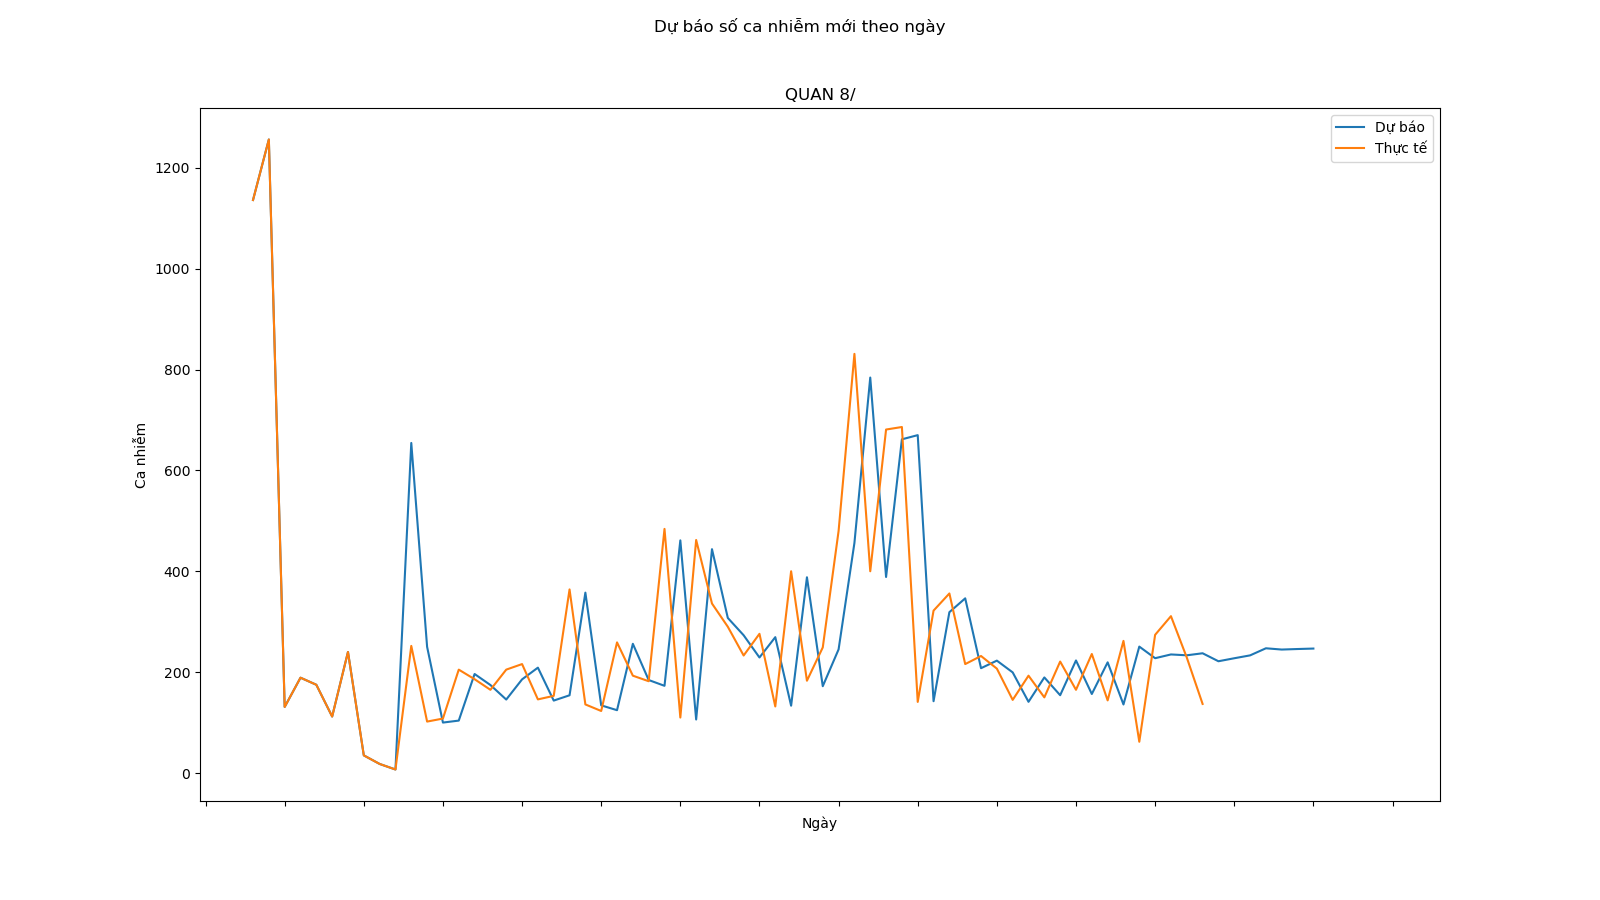 Dự báo số ca nhiễm mới theo ngày
QUAN 8/
Dự báo
Thực tế
1200
1000
800
600
400
200
0
Ca nhiễm
Ngày